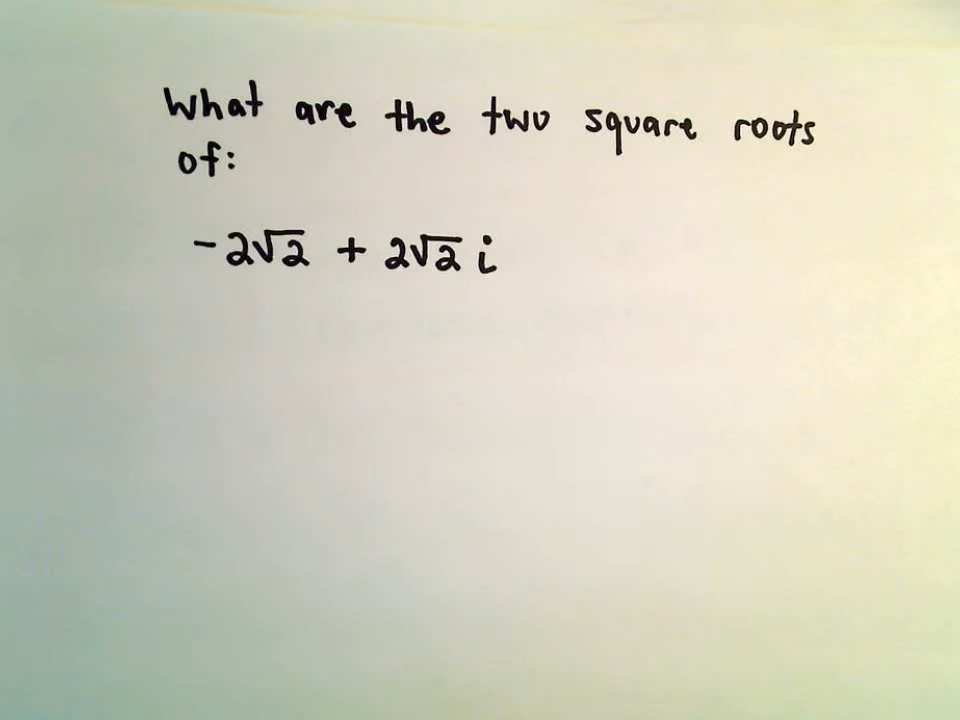 What are the two square roots
of:
-2√2 + 2√2 i